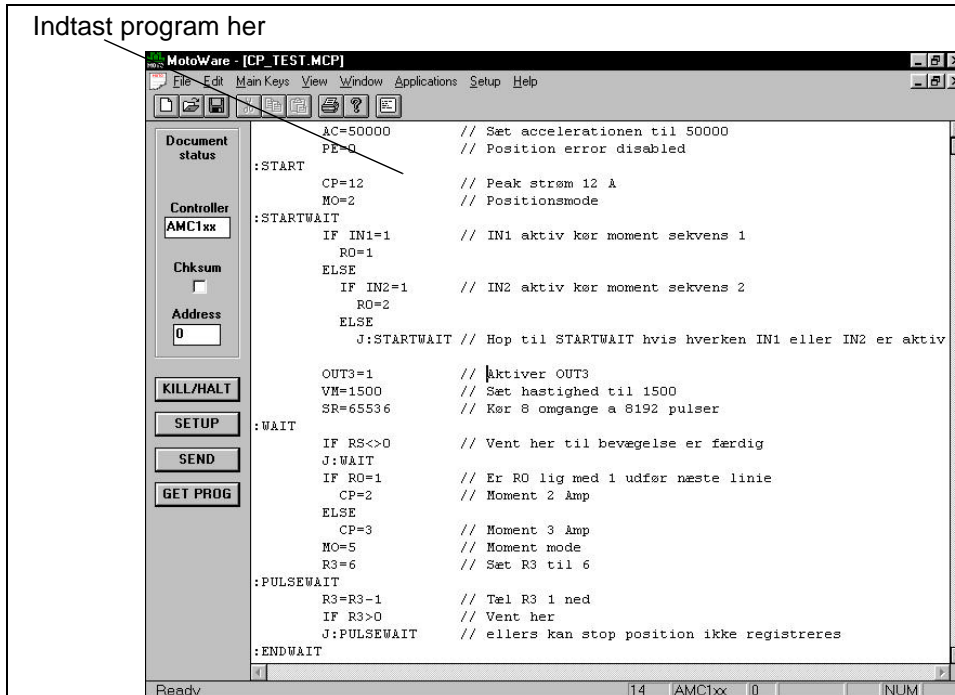 Indtast program her
MotoWare - [CP_TEST.MCP]
File Edit Main Keys View Window Applications Setup Help
Document
status
Controller
AMC1xx
Chksum
Address
0
KILL/HALT
SETUP
SEND
GET PROG
AC=50000 // Sæt accelerationen til 50000
PE=0 // Position error disabled
:START
CP=12 // Peak strøm 12 A
MO=2 // Positionsmode
:STARTWAIT
IF IN1=1 // IN1 aktiv kør moment sekvens 1
R0=1
ELSE
IF IN2=1 // IN2 aktiv kør moment sekvens 2
R0=2
ELSE
J:STARTWAIT // Hop til STARTWAIT hvis hverken IN1 eller IN2 er aktiv
OUT3=1 // Aktiver OUT3
VM=1500 // Sæt hastighed til 1500
SR=65536 // Kør 8 omgange a 8192 pulser
:WAIT
IF RS<>0 // Vent her til bevægelse er færdig
J:WAIT
IF R0=1 // Er R0 lig med 1 udfør næste linie
CP=2 // Moment 2 Amp
ELSE
CP=3 // Moment 3 Amp
MO=5 // Moment mode
R3=6 // Sæt R3 til 6
:PULSEWAIT
R3=R3-1 // Tæl R3 1 ned
IF R3>0 // Vent her
J:PULSEWAIT // ellers kan stop position ikke registreres
:ENDWAIT
Ready 14 AMC1xx 0 NUM